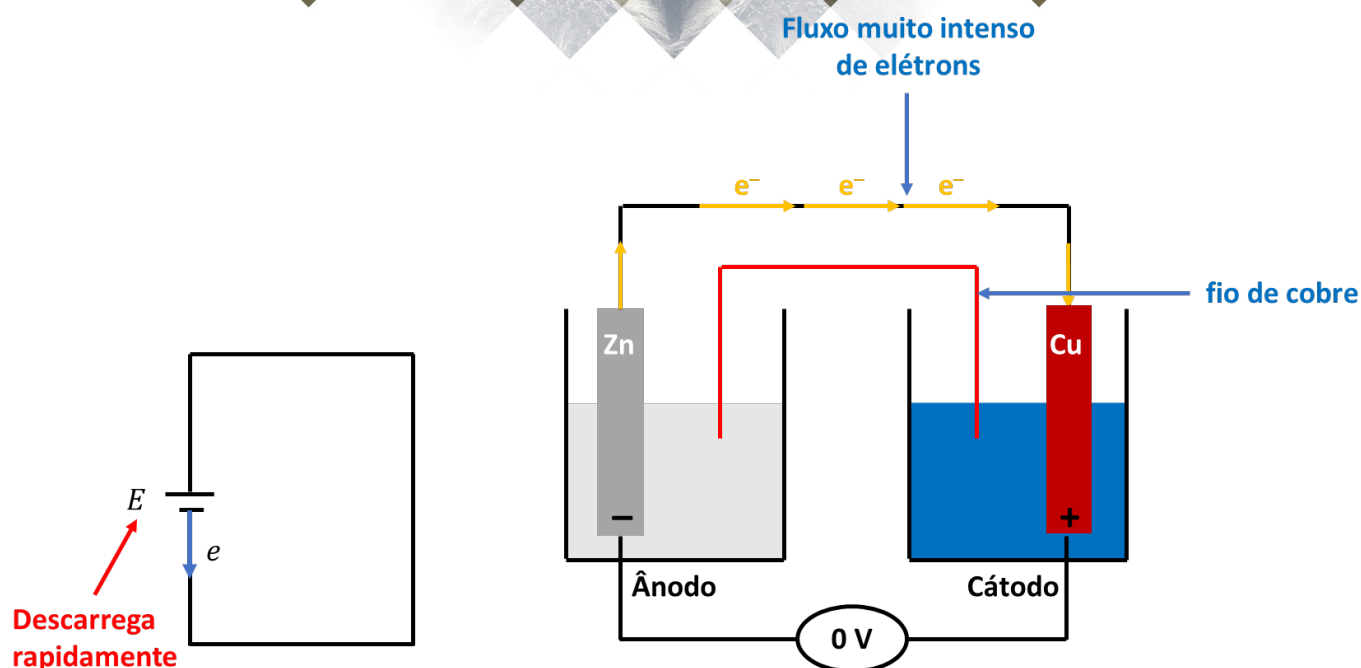 Fluxo muito intenso
de elétrons
e⁻ e⁻ e⁻
fio de cobre
Zn
Cu
E
e
−
+
Ânodo
Cátodo
0 V
Descarrega
rapidamente